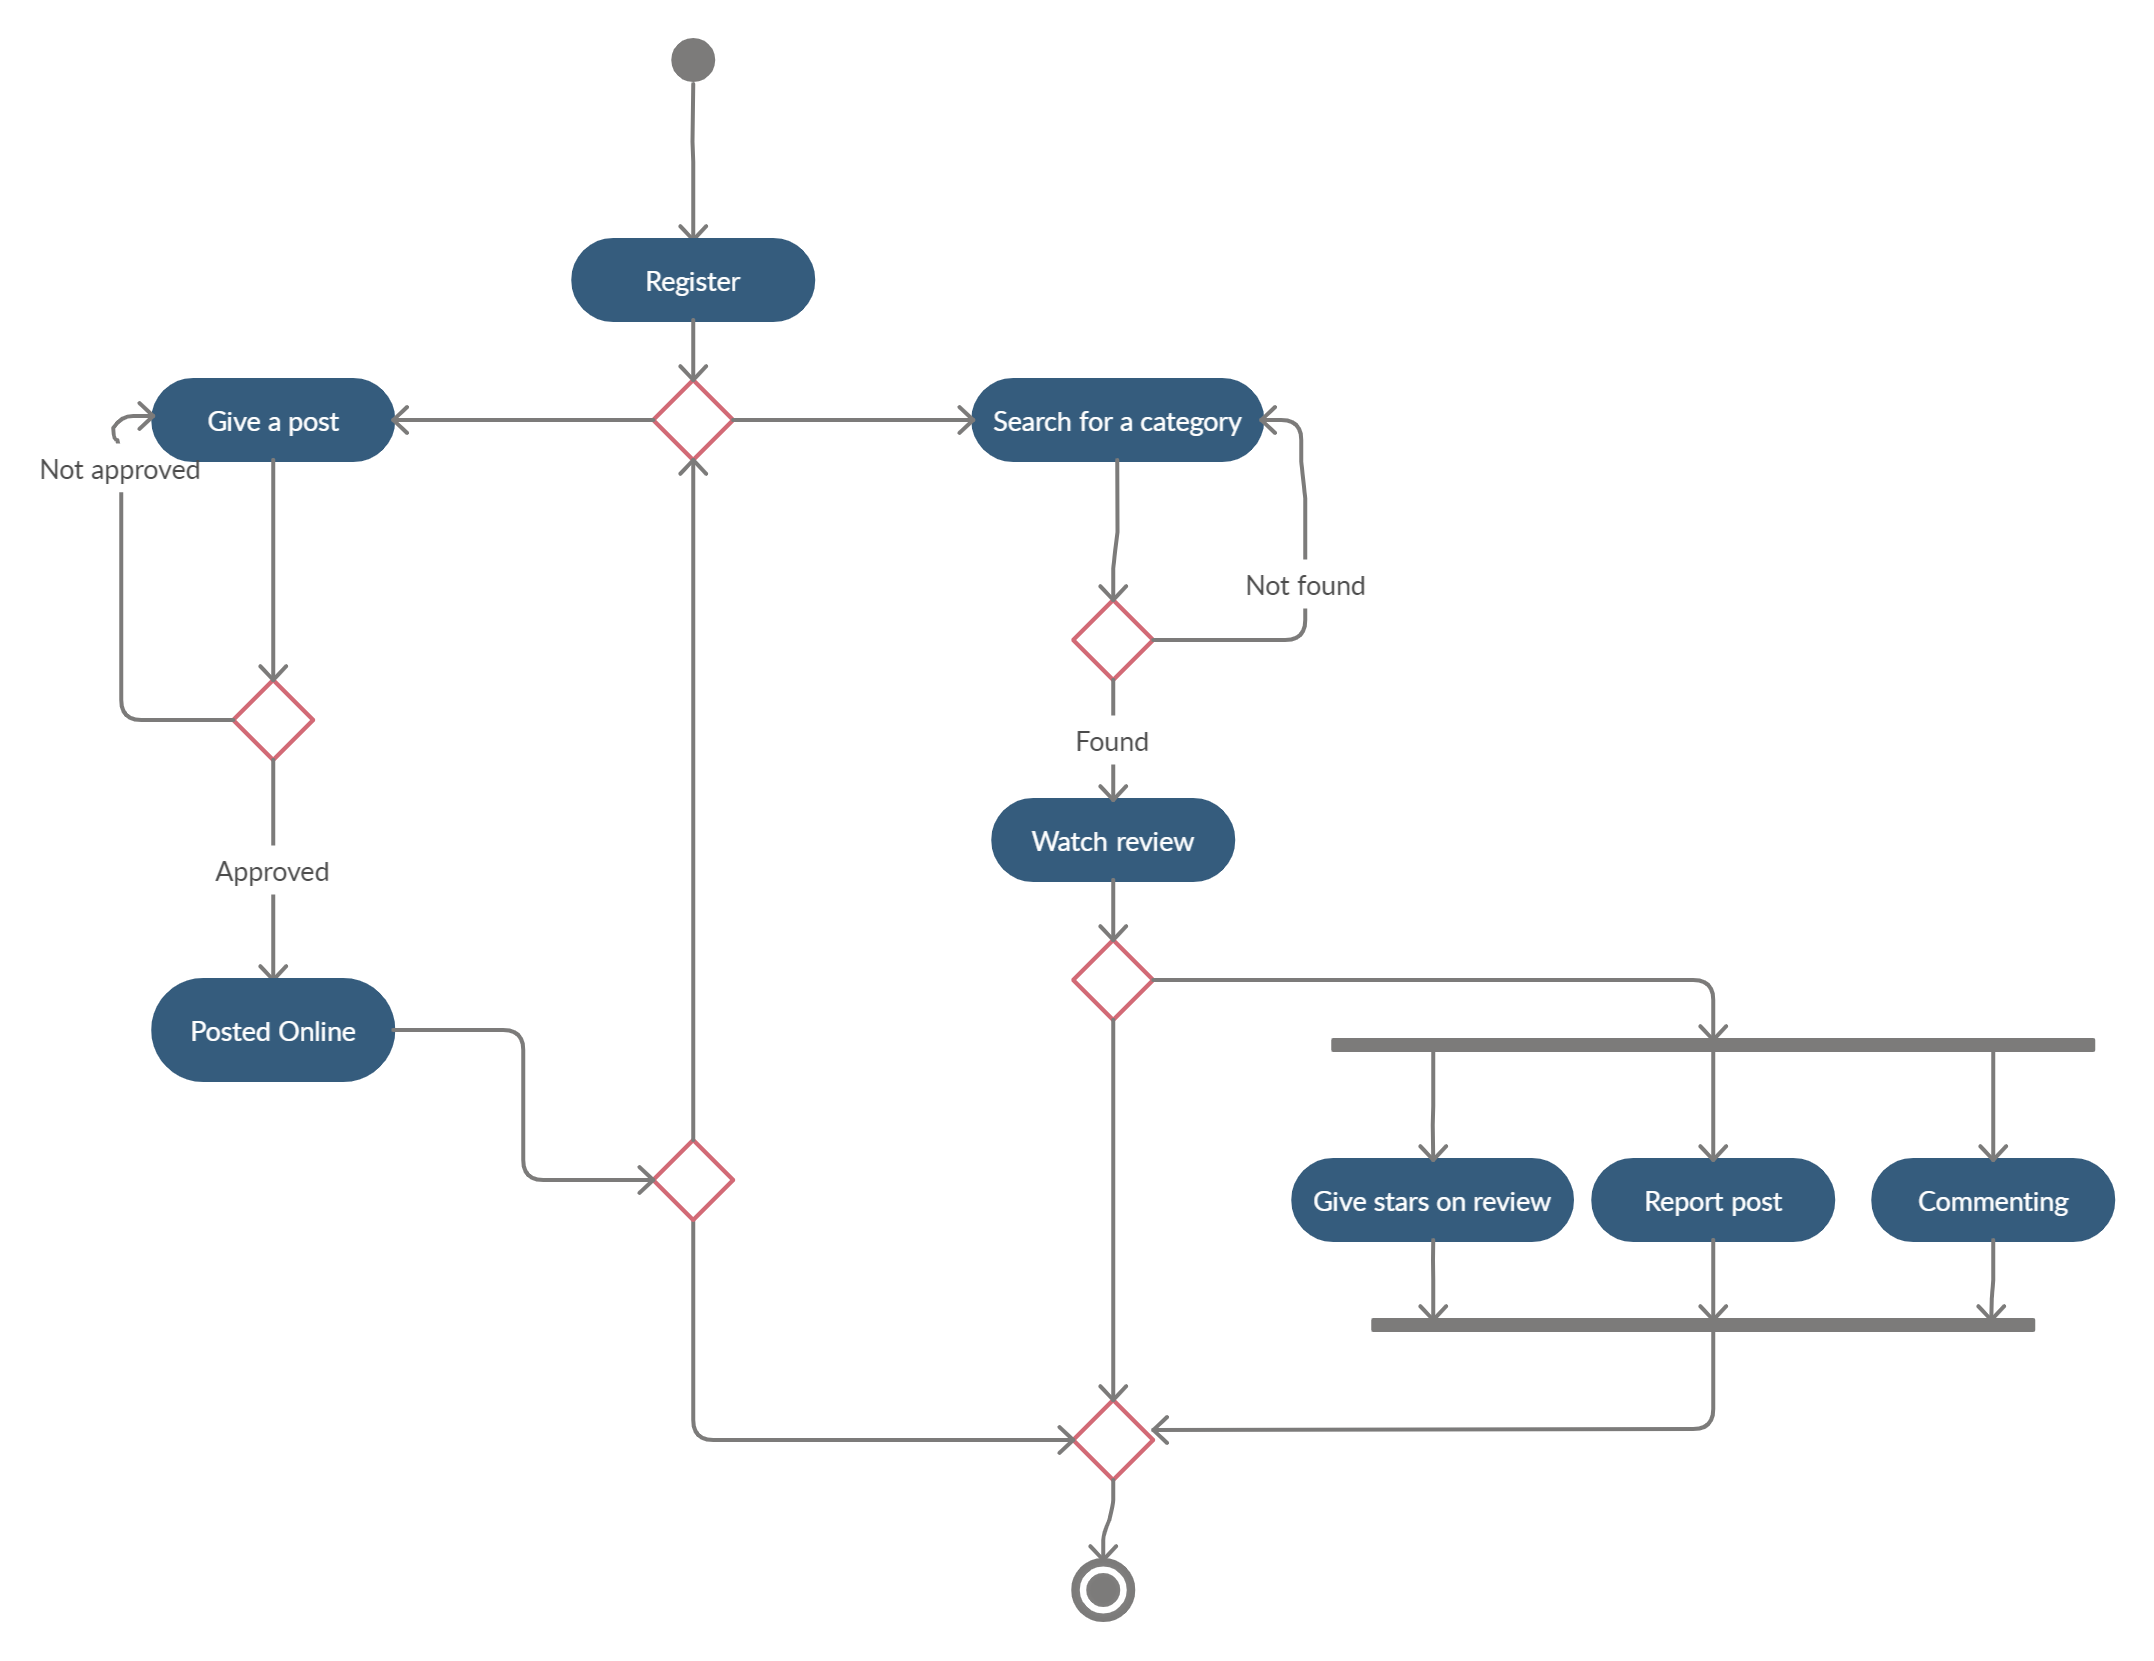 Register
Give a post
Search for a category
Not approved
Not found
Found
Watch review
Approved
Posted Online
Give stars on review
Report post
Commenting